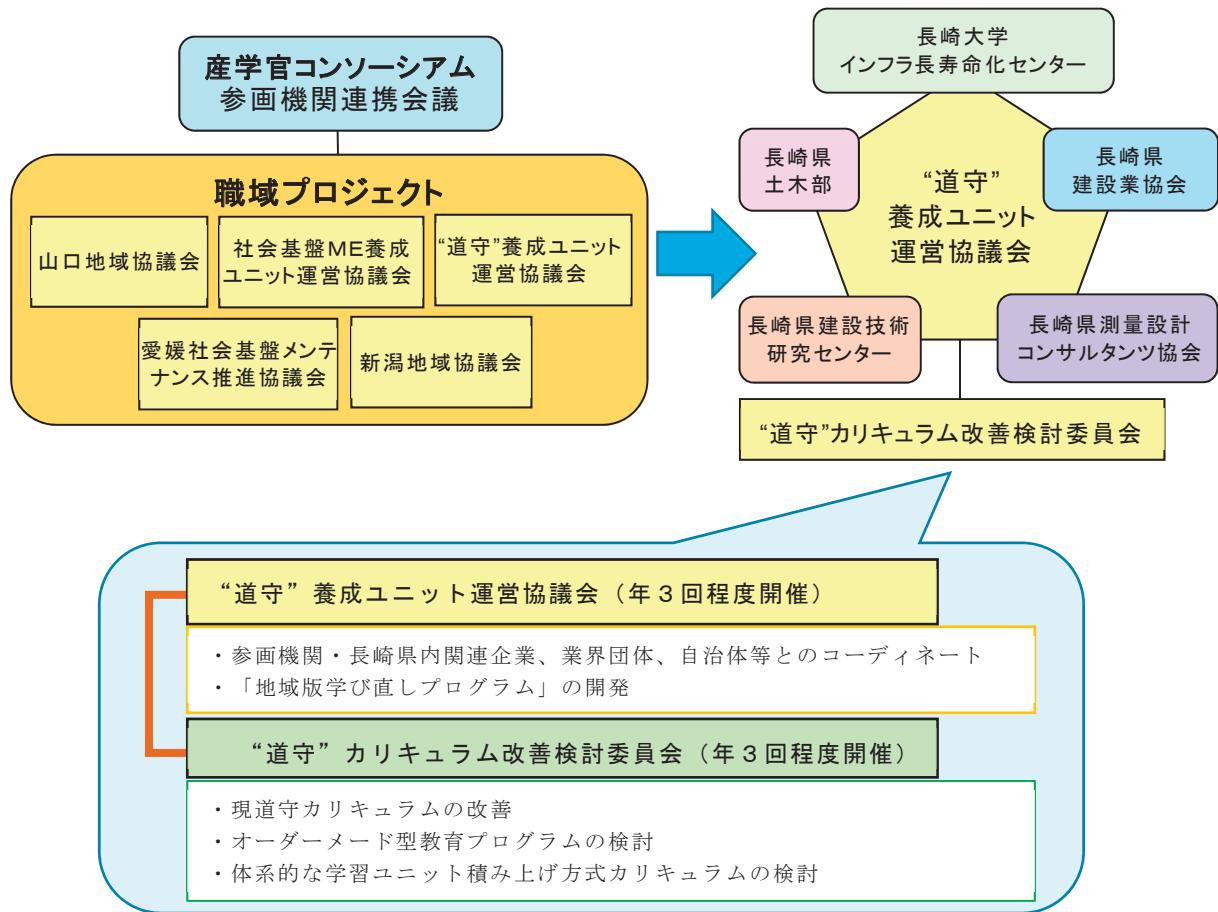 産学官コンソーシアム
参画機関連携会議
職域プロジェクト
山口地域協議会
社会基盤ME養成
ユニット運営協議会
“道守”養成ユニット
運営協議会
愛媛社会基盤メンテ
ナンス推進協議会
新潟地域協議会
長崎大学
インフラ長寿命化センター
長崎県
土木部
長崎県
建設業協会
“道守”
養成ユニット
運営協議会
長崎県建設技術
研究センター
長崎県測量設計
コンサルタンツ協会
“道守”カリキュラム改善検討委員会
“道守” 養成ユニット運営協議会（年３回程度開催）
・参画機関・長崎県内関連企業、業界団体、自治体等とのコーディネート
・「地域版学び直しプログラム」の開発
“道守” カリキュラム改善検討委員会（年３回程度開催）
・現道守カリキュラムの改善
・オーダーメード型教育プログラムの検討
・体系的な学習ユニット積み上げ方式カリキュラムの検討